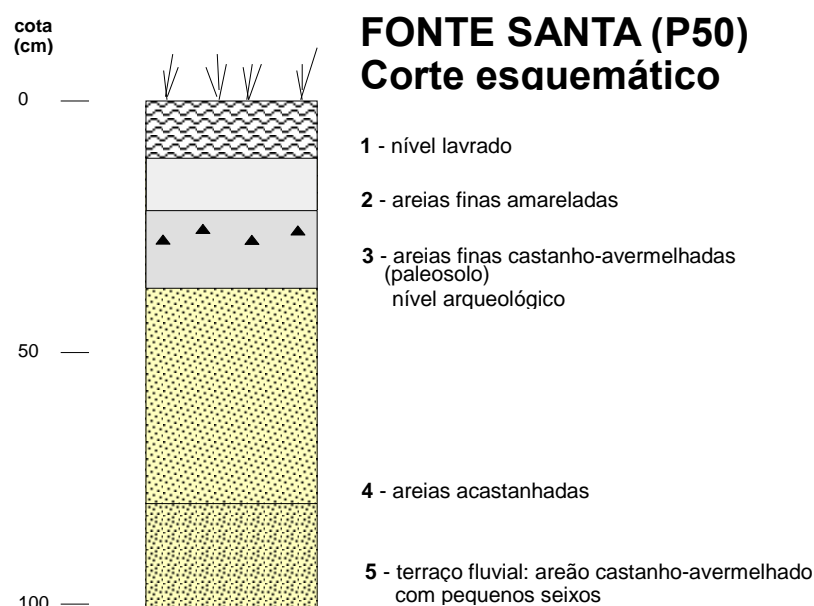 cota
(cm)
FONTE SANTA (P50)
Corte esquemático
0
1 - nível lavrado
2 - areias finas amareladas
3 - areias finas castanho-avermelhadas
(paleosolo)
nível arqueológico
50
4 - areias acastanhadas
5 - terraço fluvial: areão castanho-avermelhado
com pequenos seixos
100